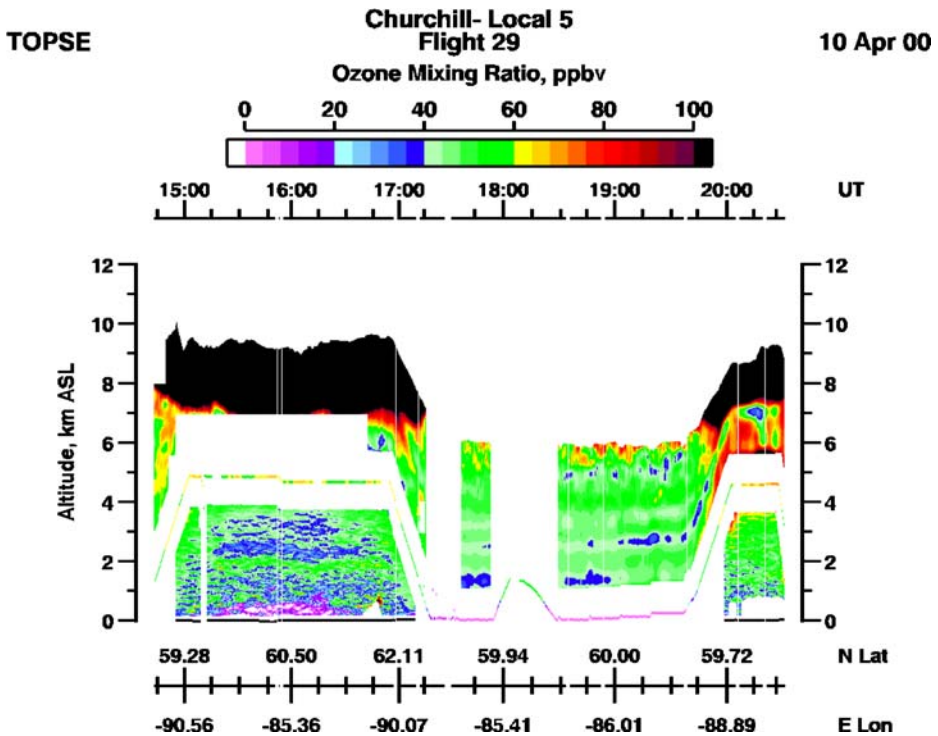 TOPSE
Churchill- Local 5
Flight 29
10 Apr 00
Ozone Mixing Ratio, ppbv
0 20 40 60 80 100
15:00 16:00 17:00 18:00 19:00 20:00 UT
12 12
10 10
8 8
6 6
4 4
2 2
0 0
Altitude, km ASL
59.28 60.50 62.11 59.94 60.00 59.72 N Lat
-90.56 -85.36 -90.07 -85.41 -86.01 -88.89 E Lon